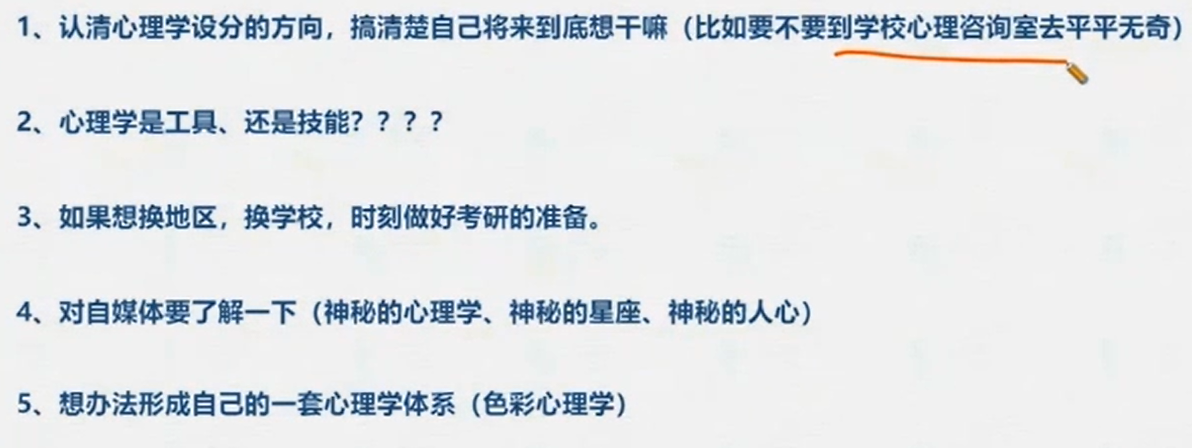 1、认清心理学设分的方向，搞清楚自己将来到底想干嘛（比如要不要到学校心理咨询室去平平无奇）
2、心理学是工具、还是技能？？？？
3、如果想换地区，换学校，时刻做好考研的准备。
4、对自媒体要了解一下（神秘的心理学、神秘的星座、神秘的人心）
5、想办法形成自己的一套心理学体系（色彩心理学）